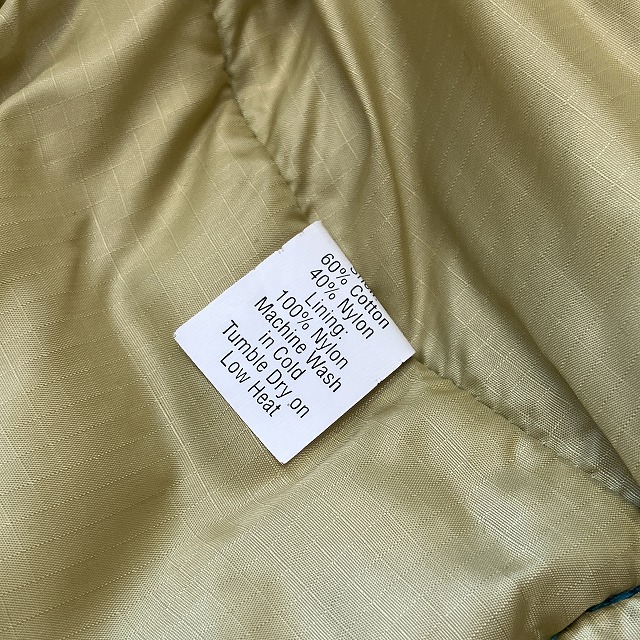 60% Cotton
40% Nylon
Lining:
100% Nylon
Machine Wash
in Cold
Tumble Dry on
Low Heat